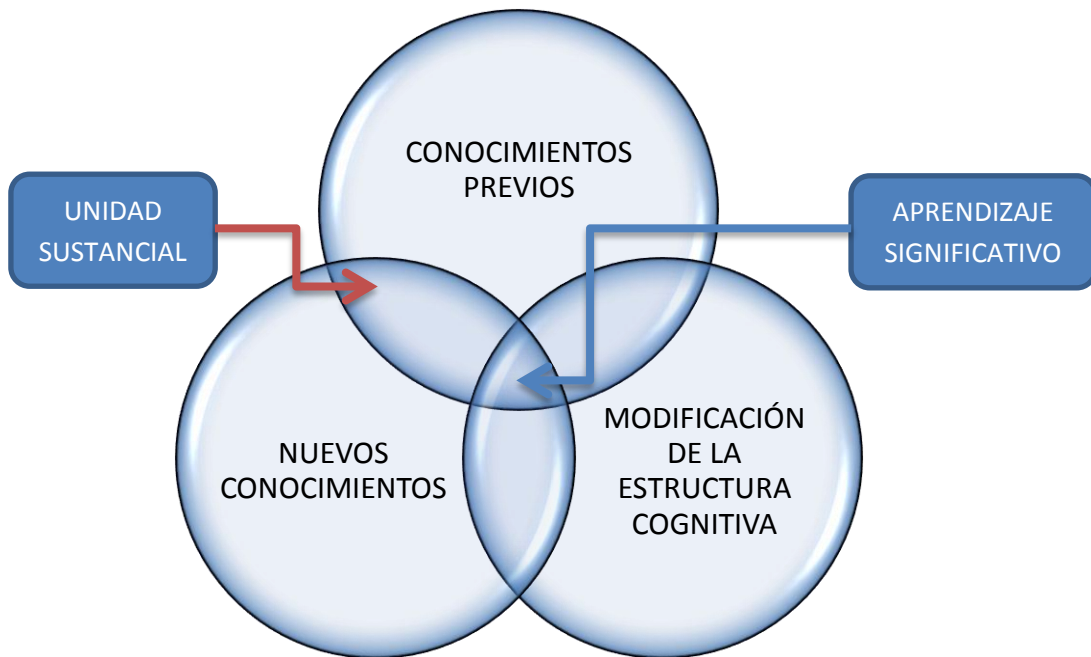 CONOCIMIENTOS
PREVIOS
UNIDAD
SUSTANCIAL
APRENDIZAJE
SIGNIFICATIVO
NUEVOS
CONOCIMIENTOS
MODIFICACIÓN
DE LA
ESTRUCTURA
COGNITIVA